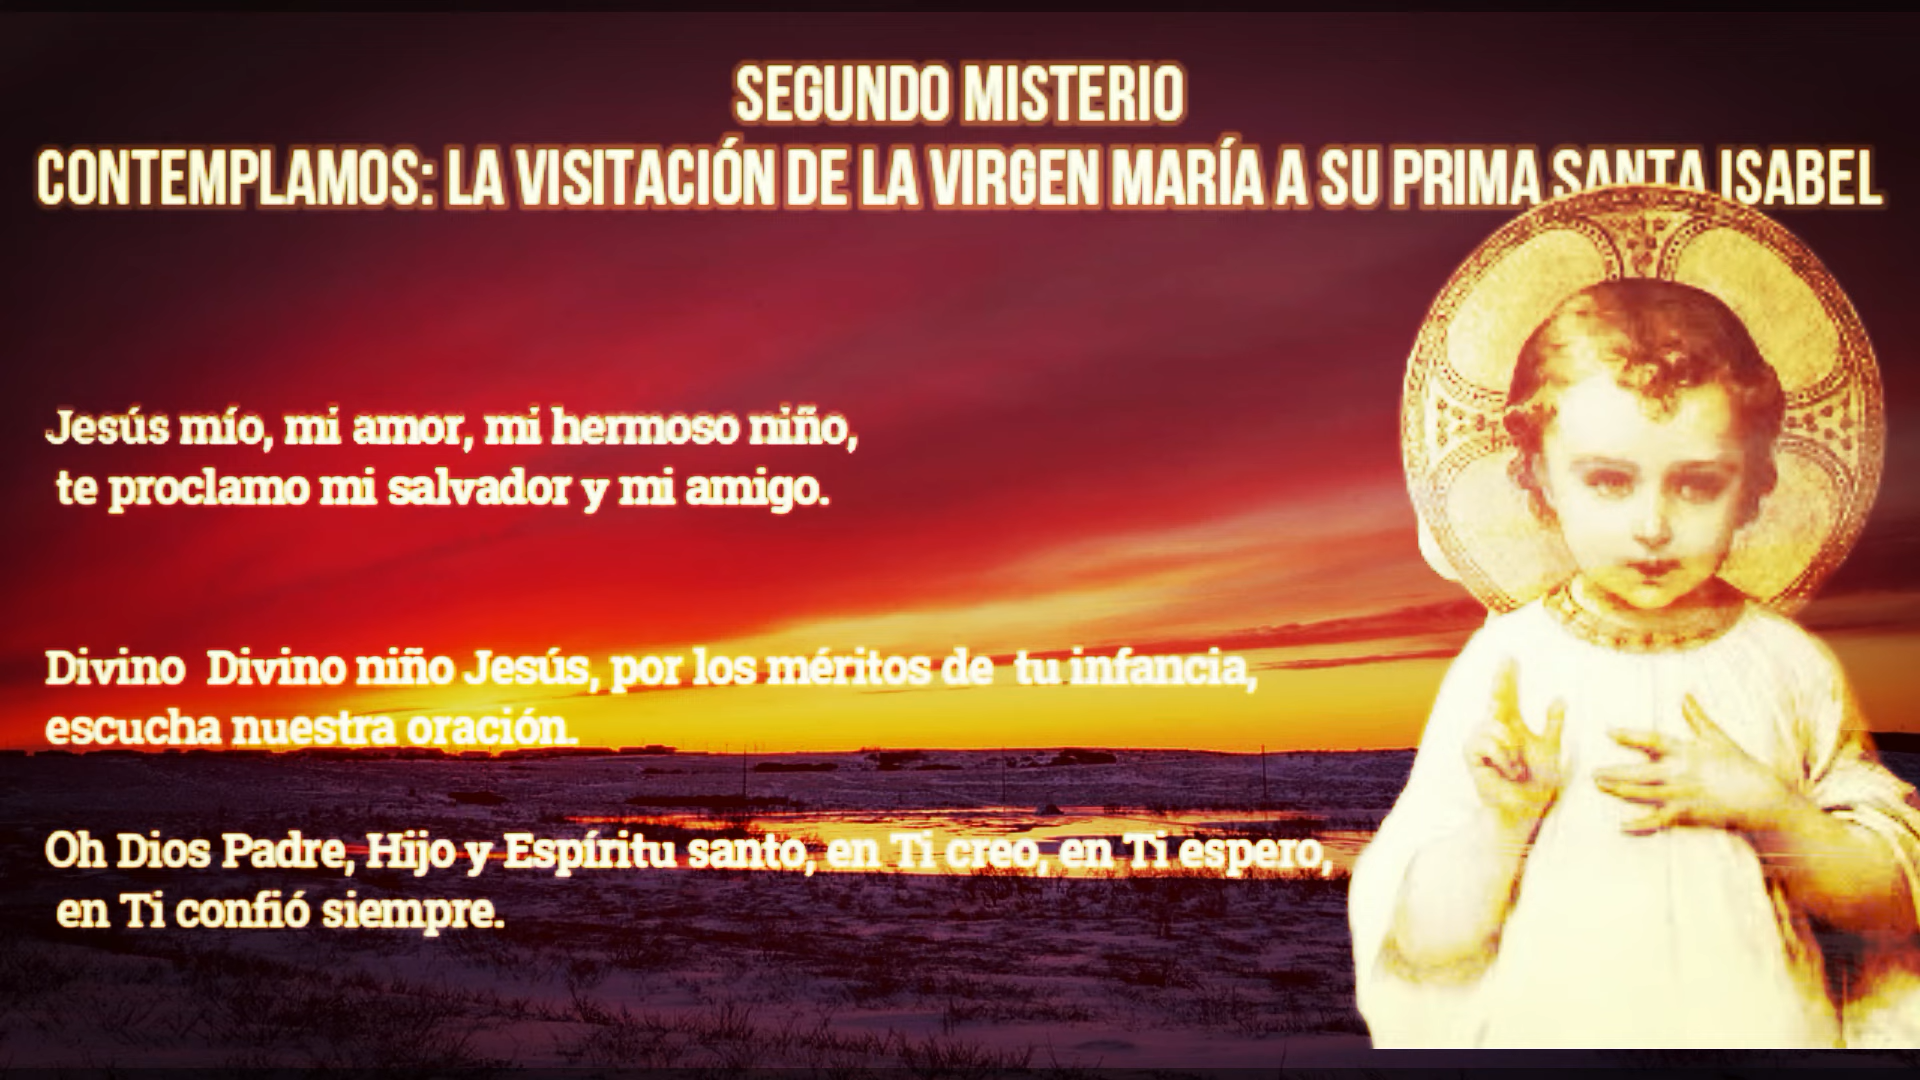 SEGUNDO MISTERIO
CONTEMPLAMOS: LA VISITACIÓN DE LA VIRGEN MARÍA A SU PRIMA SANTA ISABEL
Jesús mío, mi amor, mi hermoso niño,
te proclamo mi salvador y mi amigo.
Divino Divino niño Jesús, por los méritos de tu infancia,
escucha nuestra oración.
Oh Dios Padre, Hijo y Espíritu santo, en Ti creo, en Ti espero,
en Ti confió siempre.